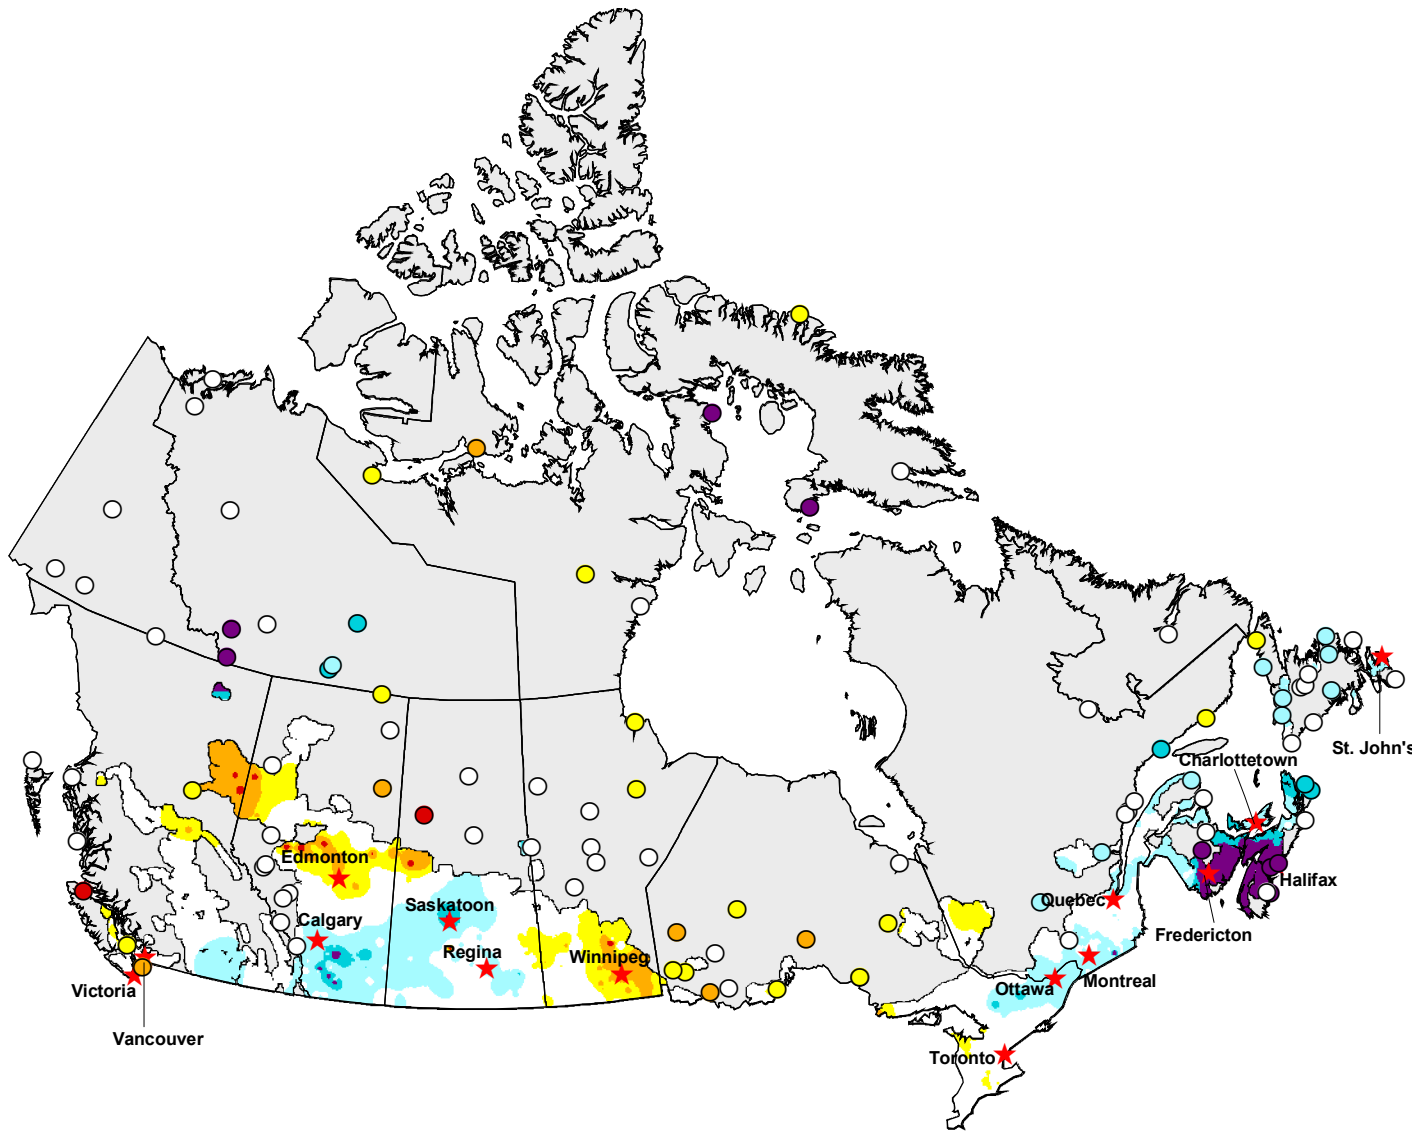 St. John's
Charlottetown
Edmonton
Halifax
Quebec
Saskatoon
Calgary
Fredericton
Regina
Winnipeg
Montreal
Ottawa
Victoria
Vancouver
Toronto